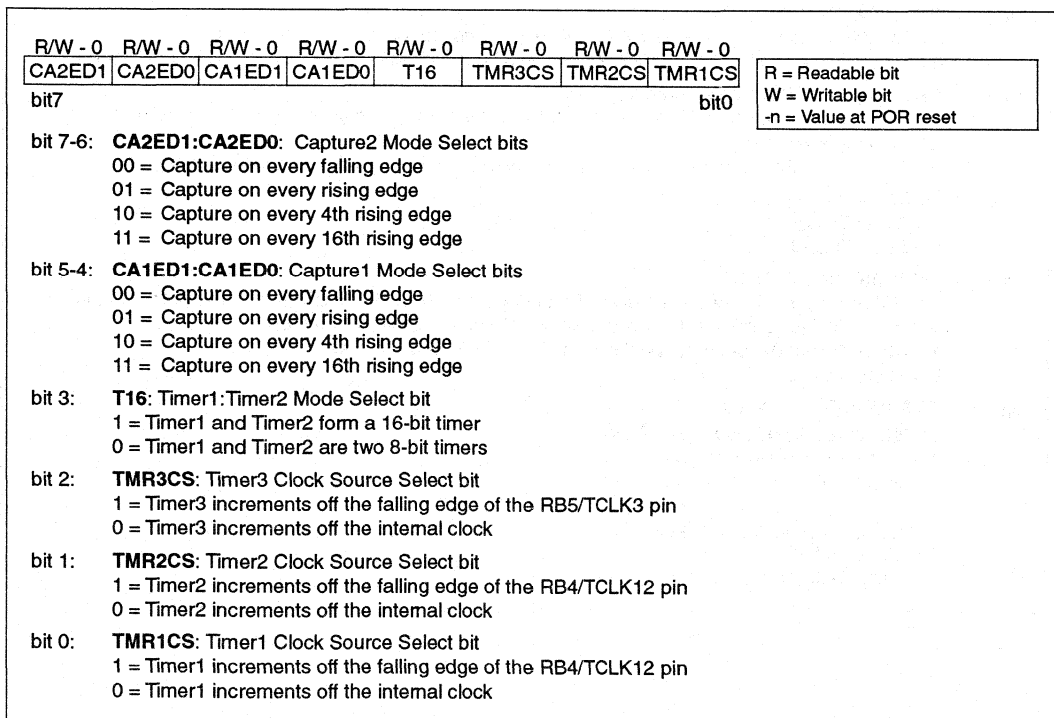 R/W - 0 R/W - 0 R/W - 0 R/W - 0 R/W - 0 R/W - 0 R/W - 0 R/W - 0
CA2ED1 CA2ED0 CA1ED1 CA1ED0 T16 TMR3CS TMR2CS TMR1CS
bit7 bit0
R = Readable bit
W = Writable bit
-n = Value at POR reset
bit 7-6: CA2ED1:CA2ED0: Capture2 Mode Select bits
00 = Capture on every falling edge
01 = Capture on every rising edge
10 = Capture on every 4th rising edge
11 = Capture on every 16th rising edge
bit 5-4: CA1ED1:CA1ED0: Capture1 Mode Select bits
00 = Capture on every falling edge
01 = Capture on every rising edge
10 = Capture on every 4th rising edge
11 = Capture on every 16th rising edge
bit 3: T16: Timer1:Timer2 Mode Select bit
1 = Timer1 and Timer2 form a 16-bit timer
0 = Timer1 and Timer2 are two 8-bit timers
bit 2: TMR3CS: Timer3 Clock Source Select bit
1 = Timer3 increments off the falling edge of the RB5/TCLK3 pin
0 = Timer3 increments off the internal clock
bit 1: TMR2CS: Timer2 Clock Source Select bit
1 = Timer2 increments off the falling edge of the RB4/TCLK12 pin
0 = Timer2 increments off the internal clock
bit 0: TMR1CS: Timer1 Clock Source Select bit
1 = Timer1 increments off the falling edge of the RB4/TCLK12 pin
0 = Timer1 increments off the internal clock